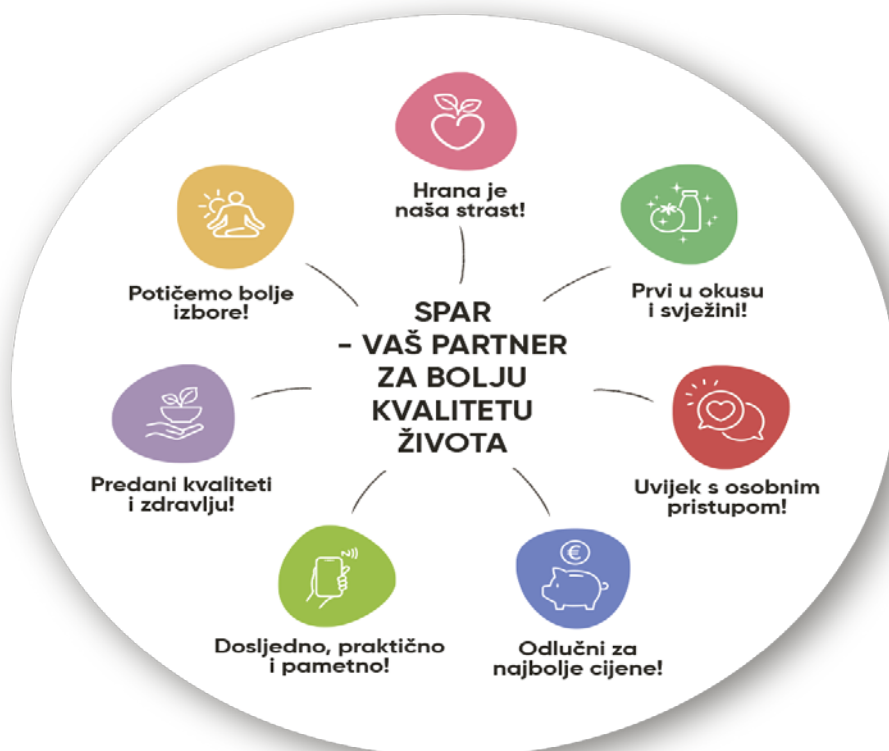 Hrana je
naša strast!
Prvi u okusu
i svježini!
Uvijek s osobnim
pristupom!
Odlučni za
najbolje cijene!
Dosljedno, praktično
i pametno!
Predani kvaliteti
i zdravlju!
Potičemo bolje
izbore!
SPAR
- VAŠ PARTNER
ZA BOLJU
KVALITETU
ŽIVOTA